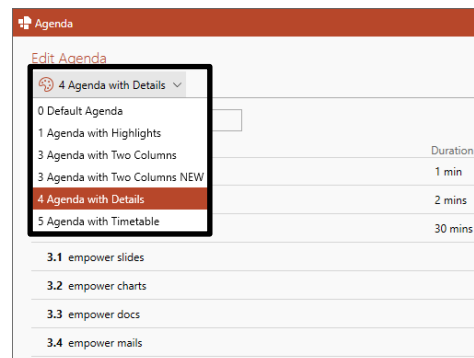 Agenda
Edit Agenda
4 Agenda with Details
0 Default Agenda
1 Agenda with Highlights
3 Agenda with Two Columns
3 Agenda with Two Columns NEW
4 Agenda with Details
5 Agenda with Timetable
Duration
1 min
2 mins
30 mins
3.1 empower slides
3.2 empower charts
3.3 empower docs
3.4 empower mails